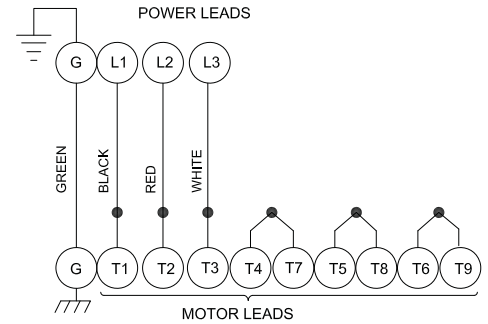 POWER LEADS
G L1 L2 L3
GREEN BLACK RED WHITE
G T1 T2 T3 T4 T7 T5 T8 T6 T9
MOTOR LEADS